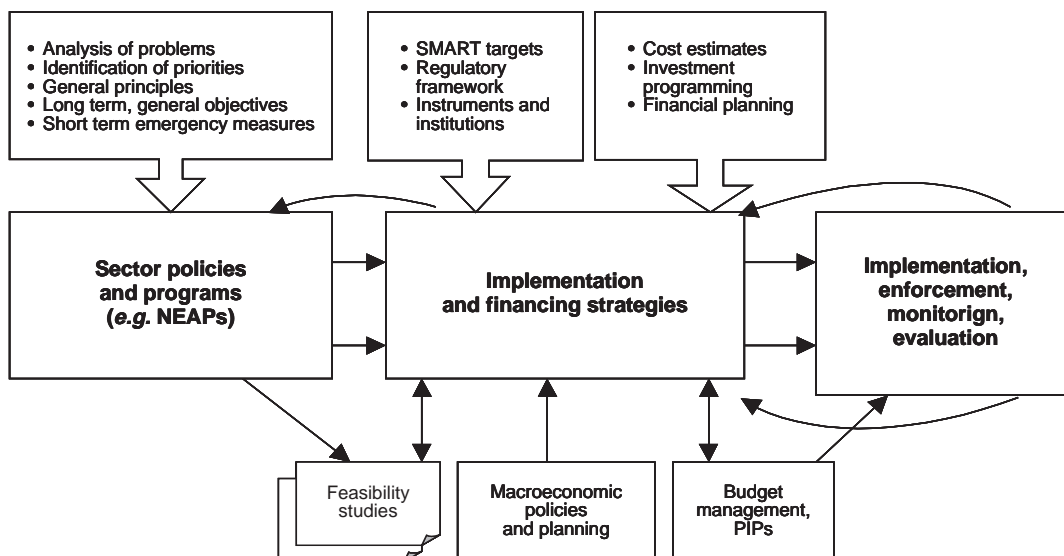 • Analysis of problems
• Identification of priorities
• General principles
• Long term, general objectives
• Short term emergency measures
• SMART targets
• Regulatory
framework
• Instruments and
institutions
• Cost estimates
• Investment
programming
• Financial planning
Sector policies
and programs
(e.g. NEAPs)
Implementation
and financing strategies
Implementation,
enforcement,
monitorign,
evaluation
Feasibility
studies
Macroeconomic
policies
and planning
Budget
management,
PIPs